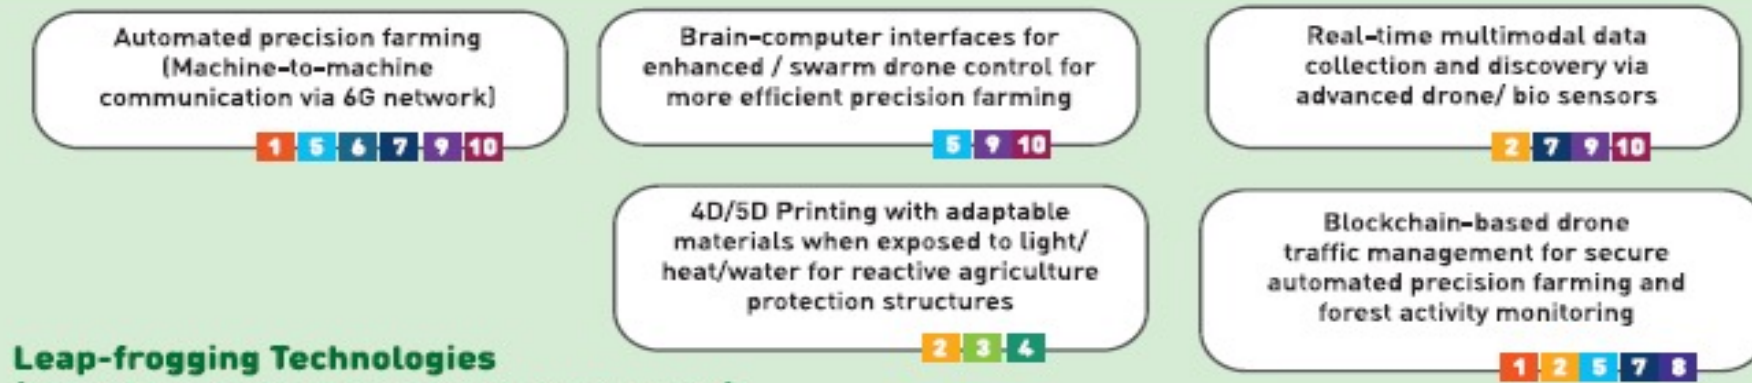 Automated precision farming
(Machine-to-machine
communication via 6G network)
1 5 6 7 9 10
Brain-computer interfaces for
enhanced / swarm drone control for
more efficient precision farming
5 9 10
Real-time multimodal data
collection and discovery via
advanced drone/ bio sensors
2 7 9 10
4D/5D Printing with adaptable
materials when exposed to light/
heat/water for reactive agriculture
protection structures
2 3 4
Blockchain-based drone
traffic management for secure
automated precision farming and
forest activity monitoring
1 2 5 7 8
Leap-frogging Technologies